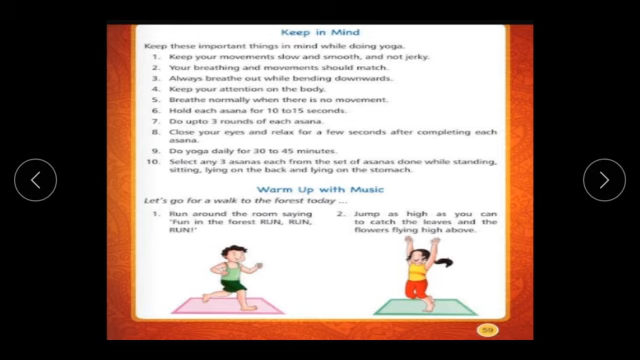 Keep in Mind
Keep these important things in mind while doing yoga.
1. Keep your movements slow and smooth, and not jerky.
2. Your breathing and movements should match.
3. Always breathe out while bending downwards.
4. Keep your attention on the body.
5. Breathe normally when there is no movement.
6. Hold each asana for 10 to15 seconds.
7. Do upto 3 rounds of each asana.
8. Close your eyes and relax for a few seconds after completing each
asana.
9. Do yoga daily for 30 to 45 minutes.
10. Select any 3 asanas each from the set of asanas done while standing,
sitting, lying on the back and lying on the stomach.
Warm Up with Music
Let's go for a walk to the forest today ...
1. Run around the room saying
'Fun in the forest RUN, RUN,
RUN!'
2. Jump as high as you can
to catch the leaves and the
flowers flying high above.
59